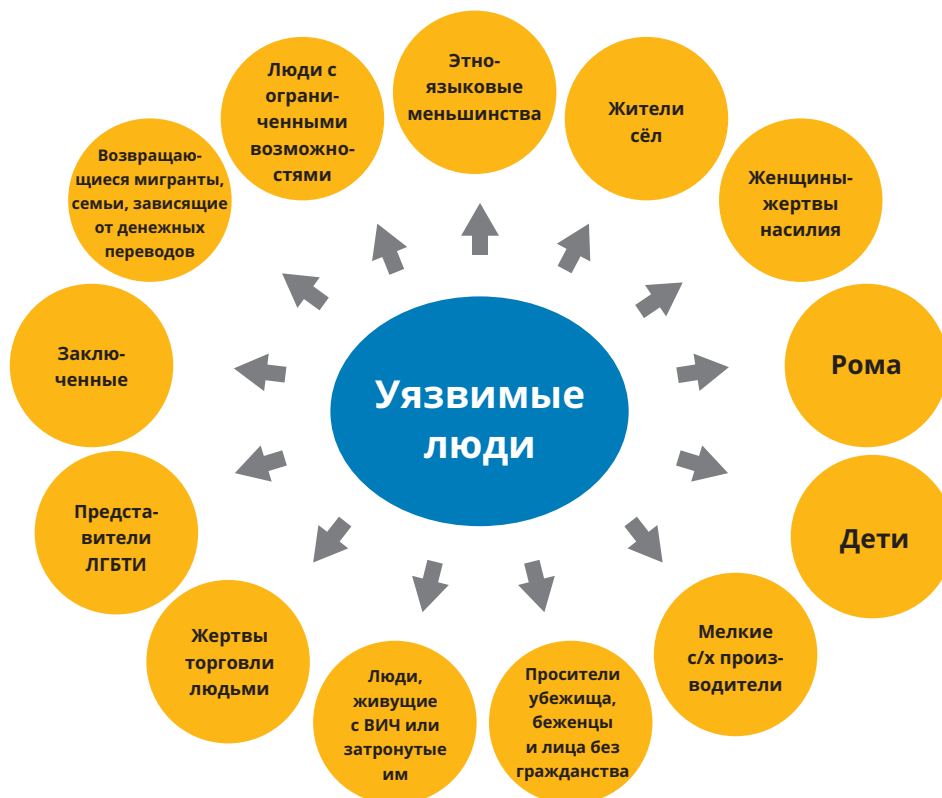 Этно-
языковые
меньшинства
Жители
сёл
Женщины-
жертвы
насилия
Рома
Дети
Мелкие
с/х произ-
водители
Просители
убежища,
беженцы
и лица без
гражданства
Люди,
живущие
с ВИЧ или
затронутые
им
Жертвы
торговли
людьми
Предста-
вители
ЛГБТИ
Заклю-
ченные
Возвращаю-
щиеся мигранты,
семьи, зависящие
от денежных
переводов
Люди с
ограни-
ченными
возможно-
стями
Уязвимые
люди